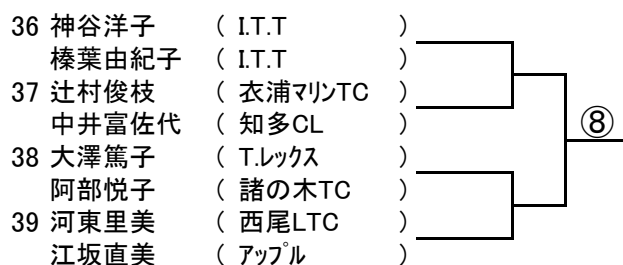 36 神谷洋子 ( I.T.T )
榛葉由紀子 ( I.T.T )
37 辻村俊枝 ( 衣浦マリンTC )
中井富佐代 ( 知多CL )
⑧
38 大澤篤子 ( T.レックス )
阿部悦子 ( 諸の木TC )
39 河東里美 ( 西尾LTC )
江坂直美 ( アップル )